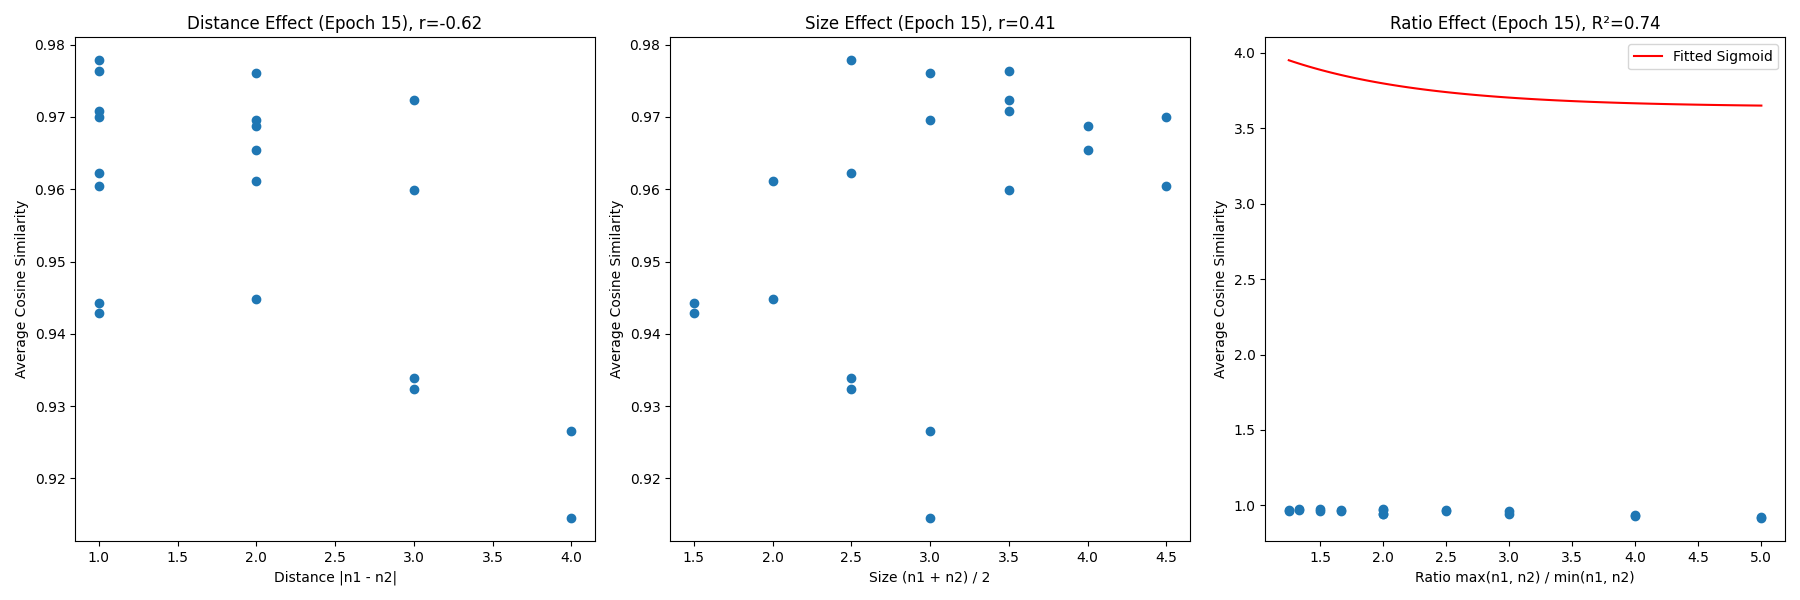 Distance Effect (Epoch 15), r=-0.62
0.98
0.97
0.96
0.95
0.94
0.93
0.92
Average Cosine Similarity
1.0 1.5 2.0 2.5 3.0 3.5 4.0
Distance |n1 - n2|
Size Effect (Epoch 15), r=0.41
0.98
0.97
0.96
0.95
0.94
0.93
0.92
Average Cosine Similarity
1.5 2.0 2.5 3.0 3.5 4.0 4.5
Size (n1 + n2) / 2
Ratio Effect (Epoch 15), R²=0.74
Fitted Sigmoid
4.0
3.5
3.0
2.5
2.0
1.5
1.0
Average Cosine Similarity
1.5 2.0 2.5 3.0 3.5 4.0 4.5 5.0
Ratio max(n1, n2) / min(n1, n2)